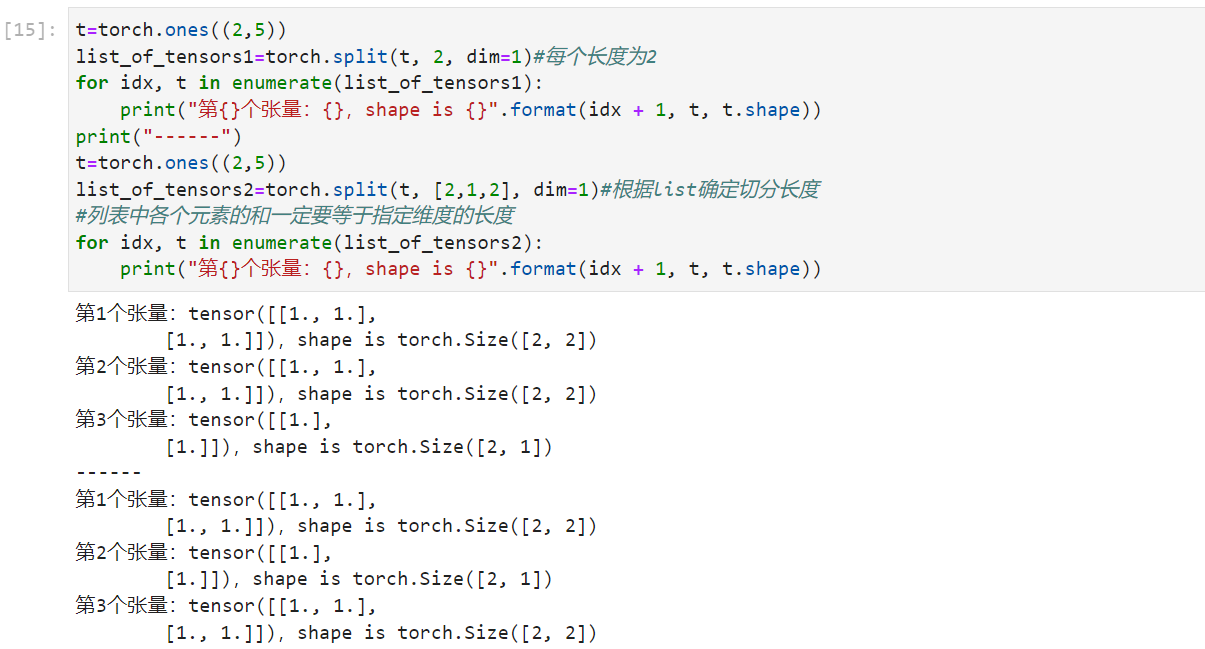 [15]:
t=torch.ones((2,5))
list_of_tensors1=torch.split(t, 2, dim=1)#每个长度为2
for idx, t in enumerate(list_of_tensors1):
    print("第{}个张量：{}, shape is {}".format(idx + 1, t, t.shape))
print("------")
t=torch.ones((2,5))
list_of_tensors2=torch.split(t, [2,1,2], dim=1)#根据list确定切分长度
#列表中各个元素的和一定要等于指定维度的长度
for idx, t in enumerate(list_of_tensors2):
    print("第{}个张量：{}, shape is {}".format(idx + 1, t, t.shape))
第1个张量：tensor([[1., 1.],
        [1., 1.]]), shape is torch.Size([2, 2])
第2个张量：tensor([[1., 1.],
        [1., 1.]]), shape is torch.Size([2, 2])
第3个张量：tensor([[1.],
        [1.]]), shape is torch.Size([2, 1])
------
第1个张量：tensor([[1., 1.],
        [1., 1.]]), shape is torch.Size([2, 2])
第2个张量：tensor([[1.],
        [1.]]), shape is torch.Size([2, 1])
第3个张量：tensor([[1., 1.],
        [1., 1.]]), shape is torch.Size([2, 2])